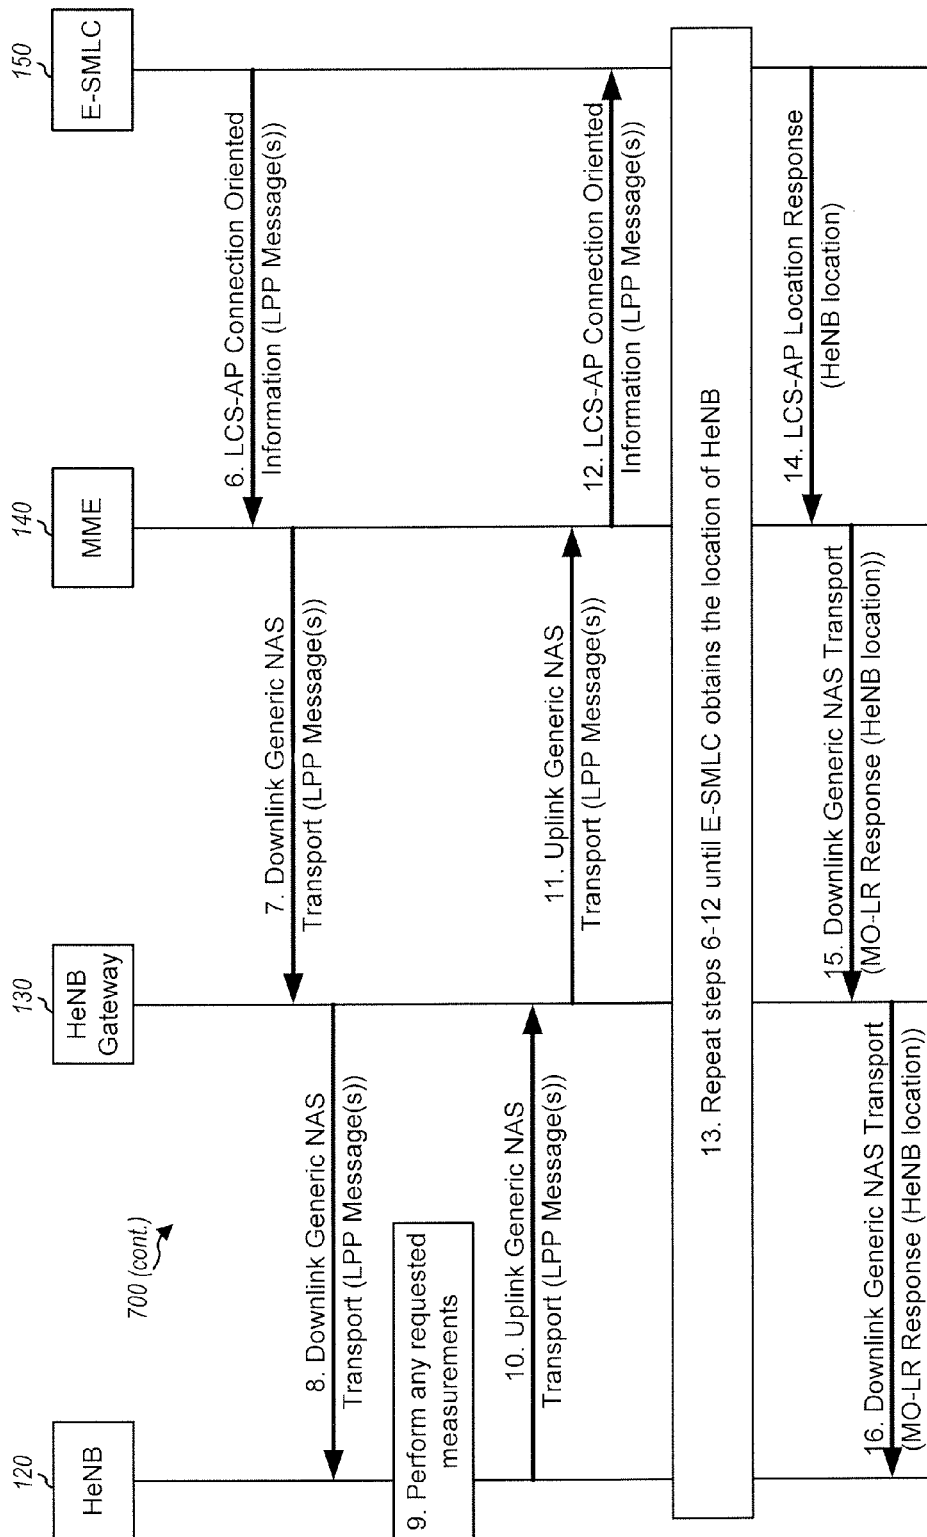 700 (cont.)
120
HeNB
130
HeNB
Gateway
140
MME
150
E-SMLC
6. LCS-AP Connection Oriented
Information (LPP Message(s))
7. Downlink Generic NAS
Transport (LPP Message(s))
8. Downlink Generic NAS
Transport (LPP Message(s))
9. Perform any requested
measurements
10. Uplink Generic NAS
Transport (LPP Message(s))
11. Uplink Generic NAS
Transport (LPP Message(s))
12. LCS-AP Connection Oriented
Information (LPP Message(s))
13. Repeat steps 6-12 until E-SMLC obtains the location of HeNB
14. LCS-AP Location Response
(HeNB location)
15. Downlink Generic NAS Transport
(MO-LR Response (HeNB location))
16. Downlink Generic NAS Transport
(MO-LR Response (HeNB location))